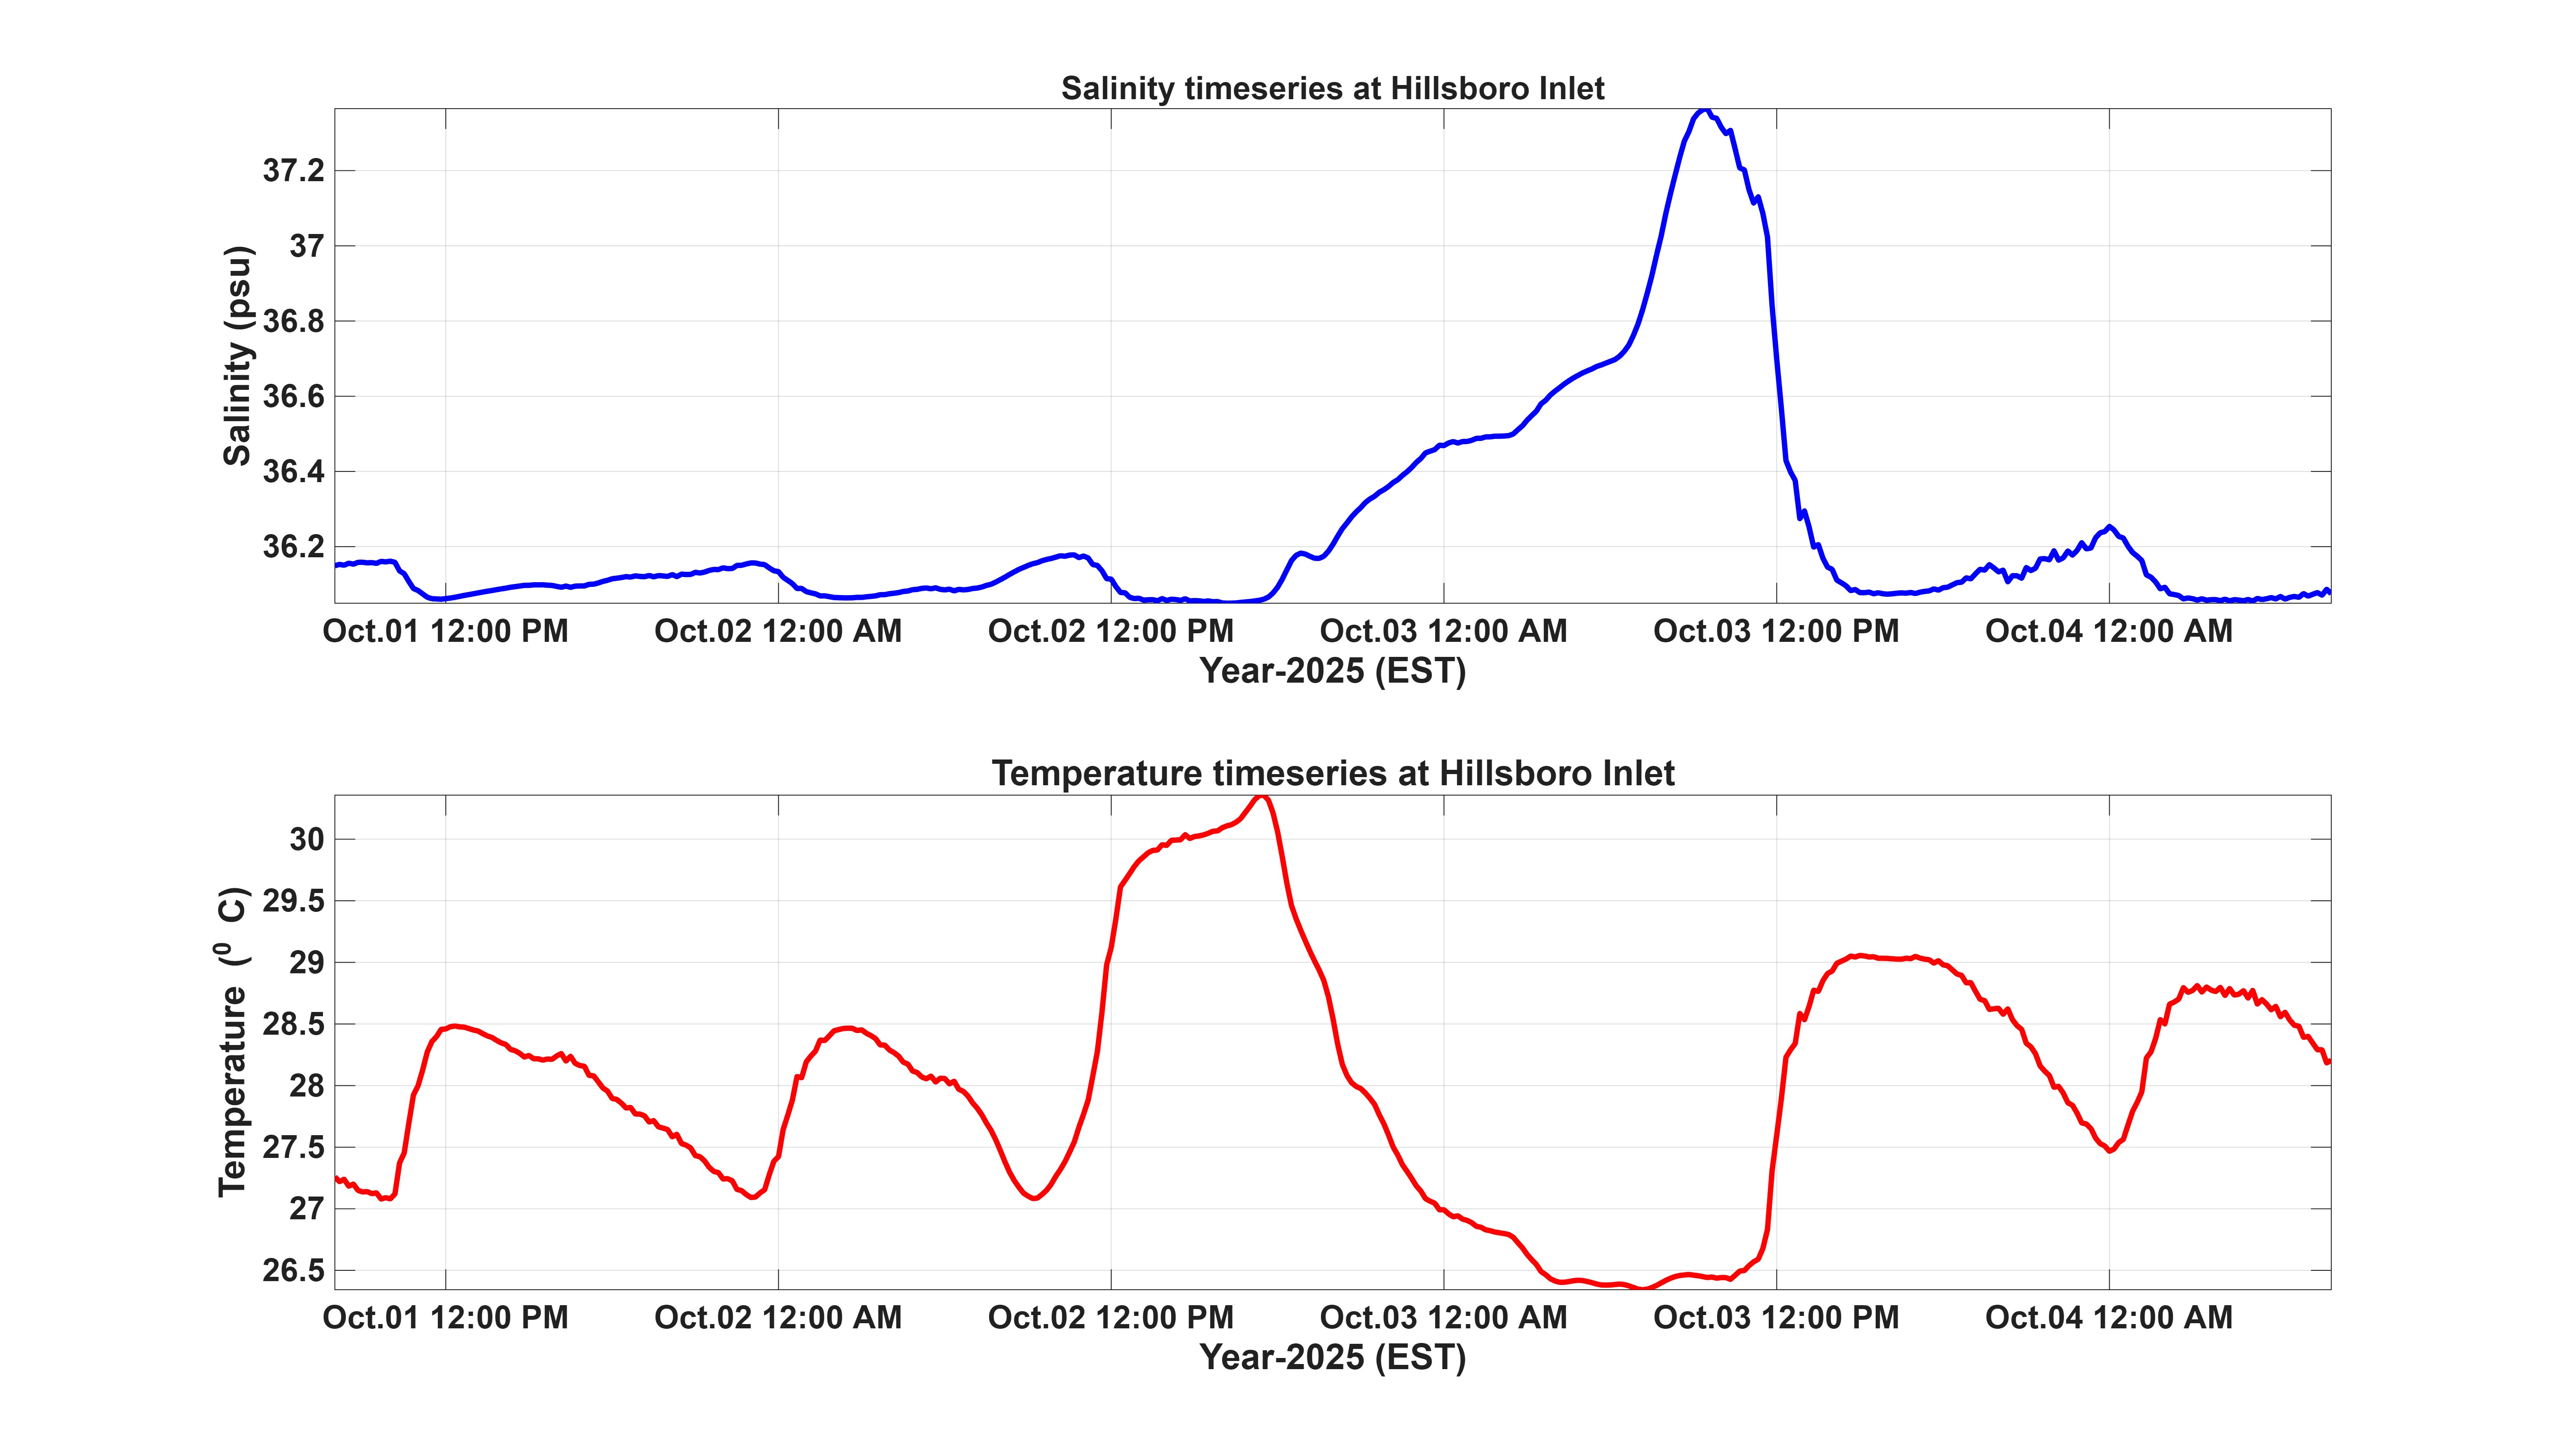 Salinity timeseries at Hillsboro Inlet
Salinity (psu)
37.2
37
36.8
36.6
36.4
36.2
Oct.01 12:00 PM Oct.02 12:00 AM Oct.02 12:00 PM Oct.03 12:00 AM Oct.03 12:00 PM Oct.04 12:00 AM
Year-2025 (EST)
Temperature timeseries at Hillsboro Inlet
Temperature (⁰ C)
30
29.5
29
28.5
28
27.5
27
26.5
Oct.01 12:00 PM Oct.02 12:00 AM Oct.02 12:00 PM Oct.03 12:00 AM Oct.03 12:00 PM Oct.04 12:00 AM
Year-2025 (EST)